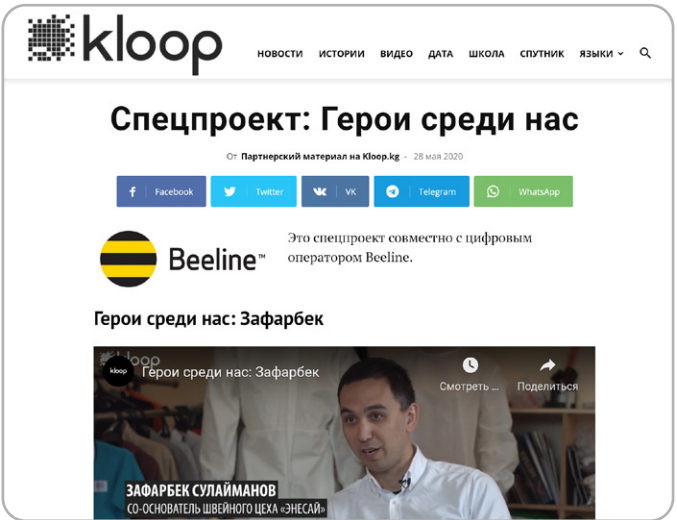 kloop
НОВОСТИ ИСТОРИИ ВИДЕО ДАТА ШКОЛА СПУТНИК ЯЗЫКИ
Спецпроект: Герои среди нас
От Партнерский материал на Kloop.kg - 28 мая 2020
Facebook Twitter VK Telegram WhatsApp
Beeline™
Это спецпроект совместно с цифровым
оператором Beeline.
Герои среди нас: Зафарбек
kloop
kloop
Герои среди нас: Зафарбек
Смотреть ... Поделиться
ЗАФАРБЕК СУЛАЙМАНОВ
СО-ОСНОВАТЕЛЬ ШВЕЙНОГО ЦЕХА «ЭНЕСАЙ»